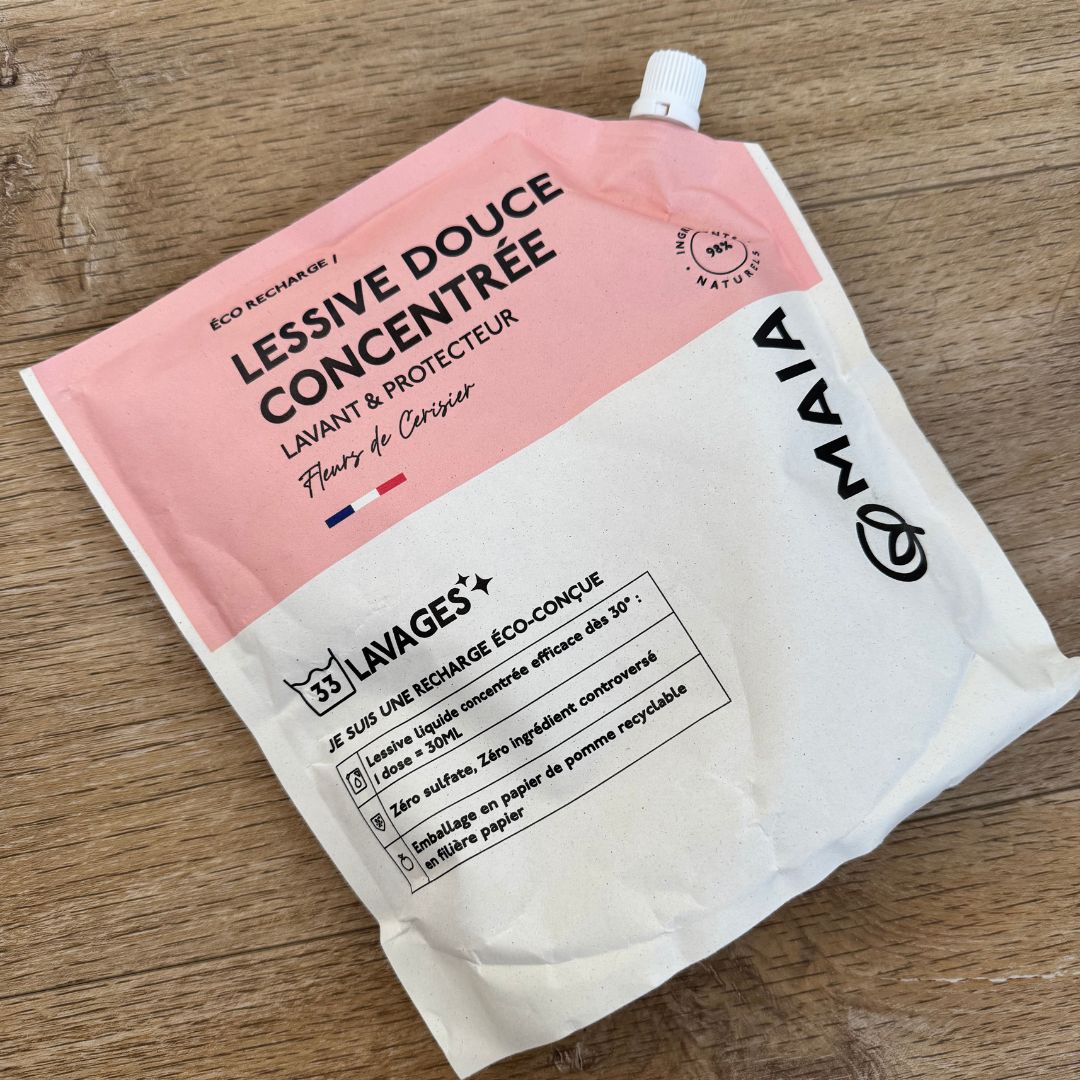 ÉCO RECHARGE /
LESSIVE DOUCE
CONCENTRÉE
LAVANT & PROTECTEUR
Fleurs de Cerisier
98%
NATURELS
MAIA
33 LAVAGES
JE SUIS UNE RECHARGE ÉCO-CONÇUE
Lessive liquide concentrée efficace dès 30° :
1 dose = 30ML
Zéro sulfate, Zéro ingrédient controversé
Emballage en papier de pomme recyclable
en filière papier